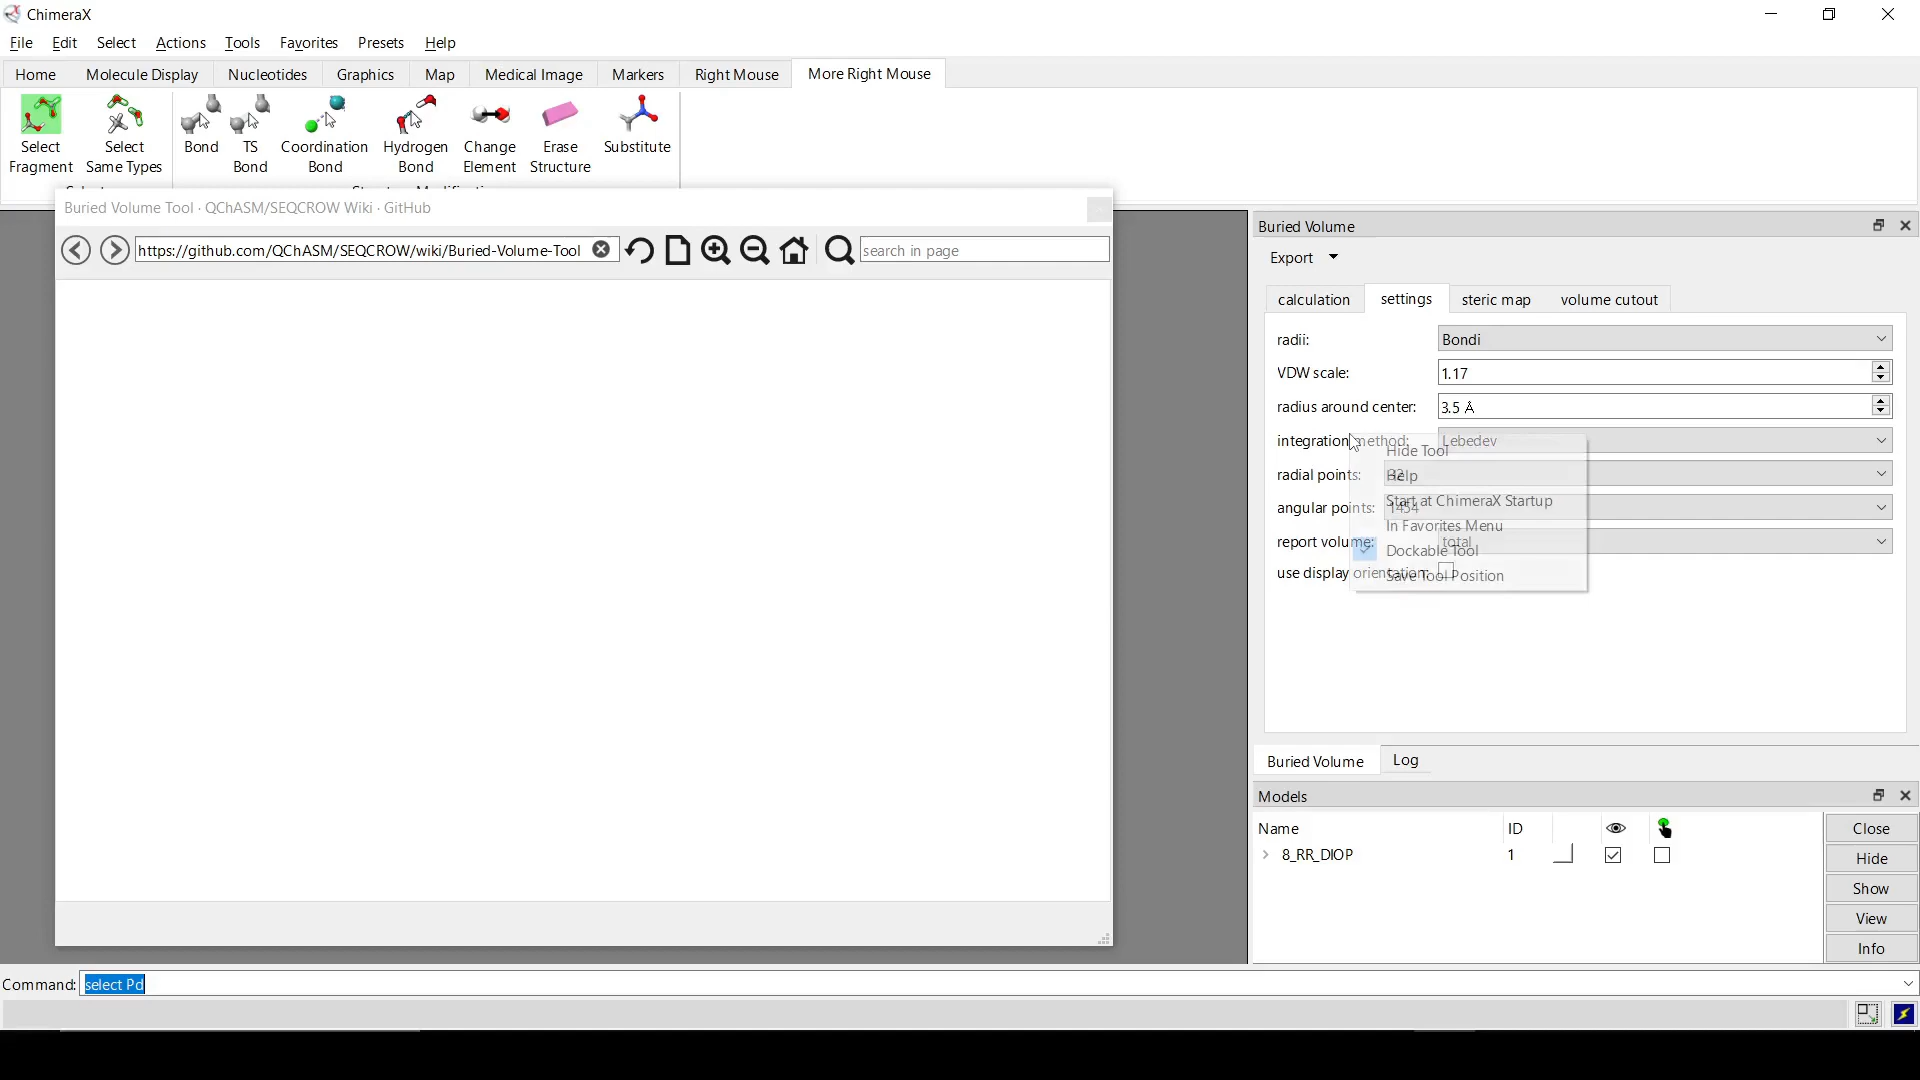 ChimeraX
File Edit Select Actions Tools Favorites Presets Help
Home Molecule Display Nucleotides Graphics Map Medical Image Markers Right Mouse More Right Mouse
Select Fragment
Select Same Types
Bond
TS Bond
Coordination Bond
Hydrogen Bond
Change Element
Erase Structure
Substitute
Buried Volume Tool · QChASM/SEQCROW Wiki · GitHub
https://github.com/QChASM/SEQCROW/wiki/Buried-Volume-Tool
search in page
Buried Volume
Export
calculation settings steric map volume cutout
radii: Bondi
VDW scale: 1.17
radius around center: 3.5 Å
integration method: Lebedev
radial points: 32
angular points: 1454
report volume: total
use display orientation:
Hide Tool
Help
Start at ChimeraX Startup
In Favorites Menu
Dockable Tool
Save Tool Position
Buried Volume Log
Models
Name ID
8_RR_DIOP 1
Close
Hide
Show
View
Info
Command: select Pd